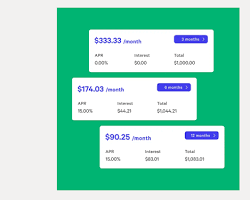 $333.33 /month
3 months >
APR Interest Total
0.00% $0.00 $1,000.00
$174.03 /month
6 months >
APR Interest Total
15.00% $44.21 $1,044.21
$90.25 /month
12 months >
APR Interest Total
15.00% $83.01 $1,083.01